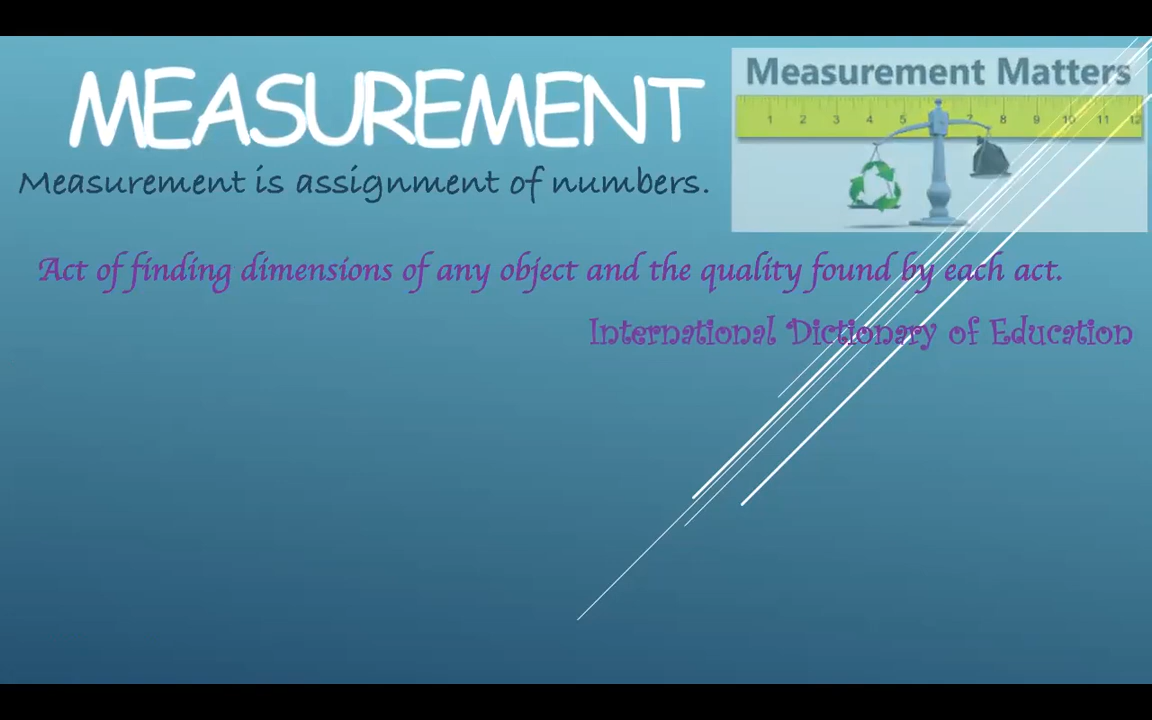 MEASUREMENT
Measurement Matters
1 2 3 4 5 7 8 9 10 11 12
Measurement is assignment of numbers.
Act of finding dimensions of any object and the quality found by each act.
International Dictionary of Education